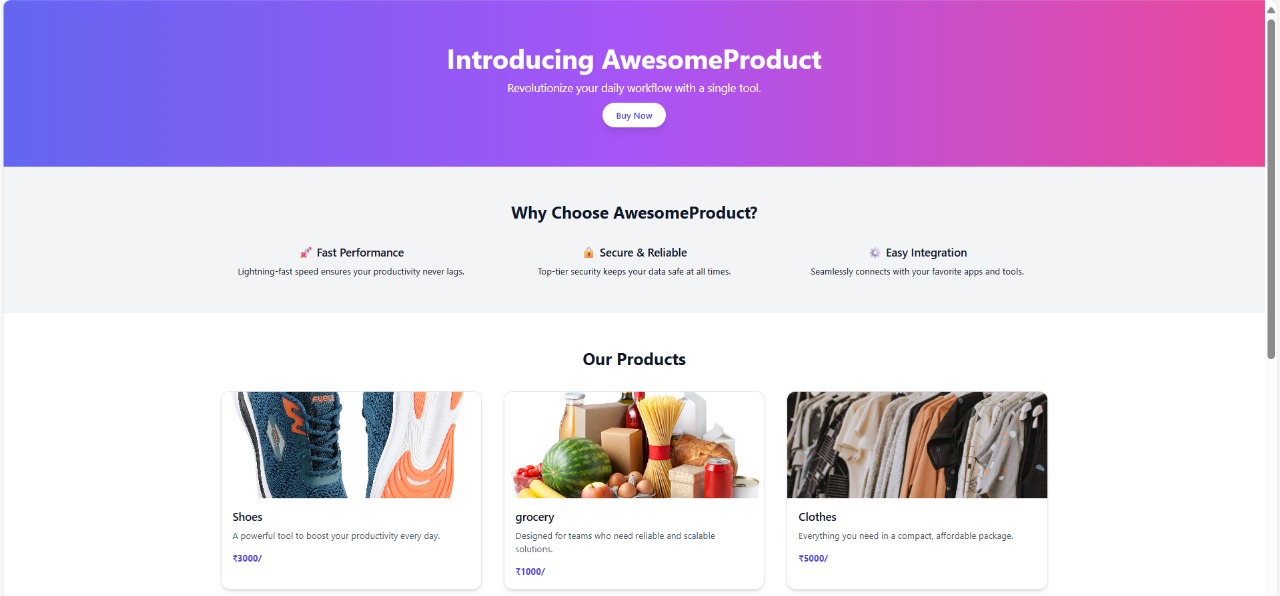 Introducing AwesomeProduct
Revolutionize your daily workflow with a single tool.
Buy Now
Why Choose AwesomeProduct?
🚀 Fast Performance
Lightning-fast speed ensures your productivity never lags.
🔒 Secure & Reliable
Top-tier security keeps your data safe at all times.
⚙️ Easy Integration
Seamlessly connects with your favorite apps and tools.
Our Products
Shoes
A powerful tool to boost your productivity every day.
₹3000/
grocery
Designed for teams who need reliable and scalable
solutions.
₹1000/
Clothes
Everything you need in a compact, affordable package.
₹5000/